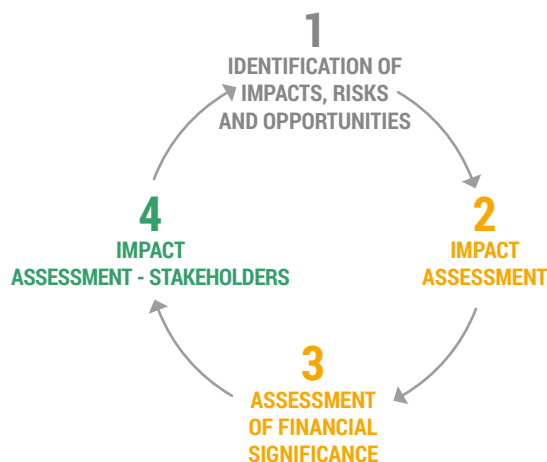 1
IDENTIFICATION OF
IMPACTS, RISKS
AND OPPORTUNITIES
2
IMPACT
ASSESSMENT
3
ASSESSMENT
OF FINANCIAL
SIGNIFICANCE
4
IMPACT
ASSESSMENT - STAKEHOLDERS